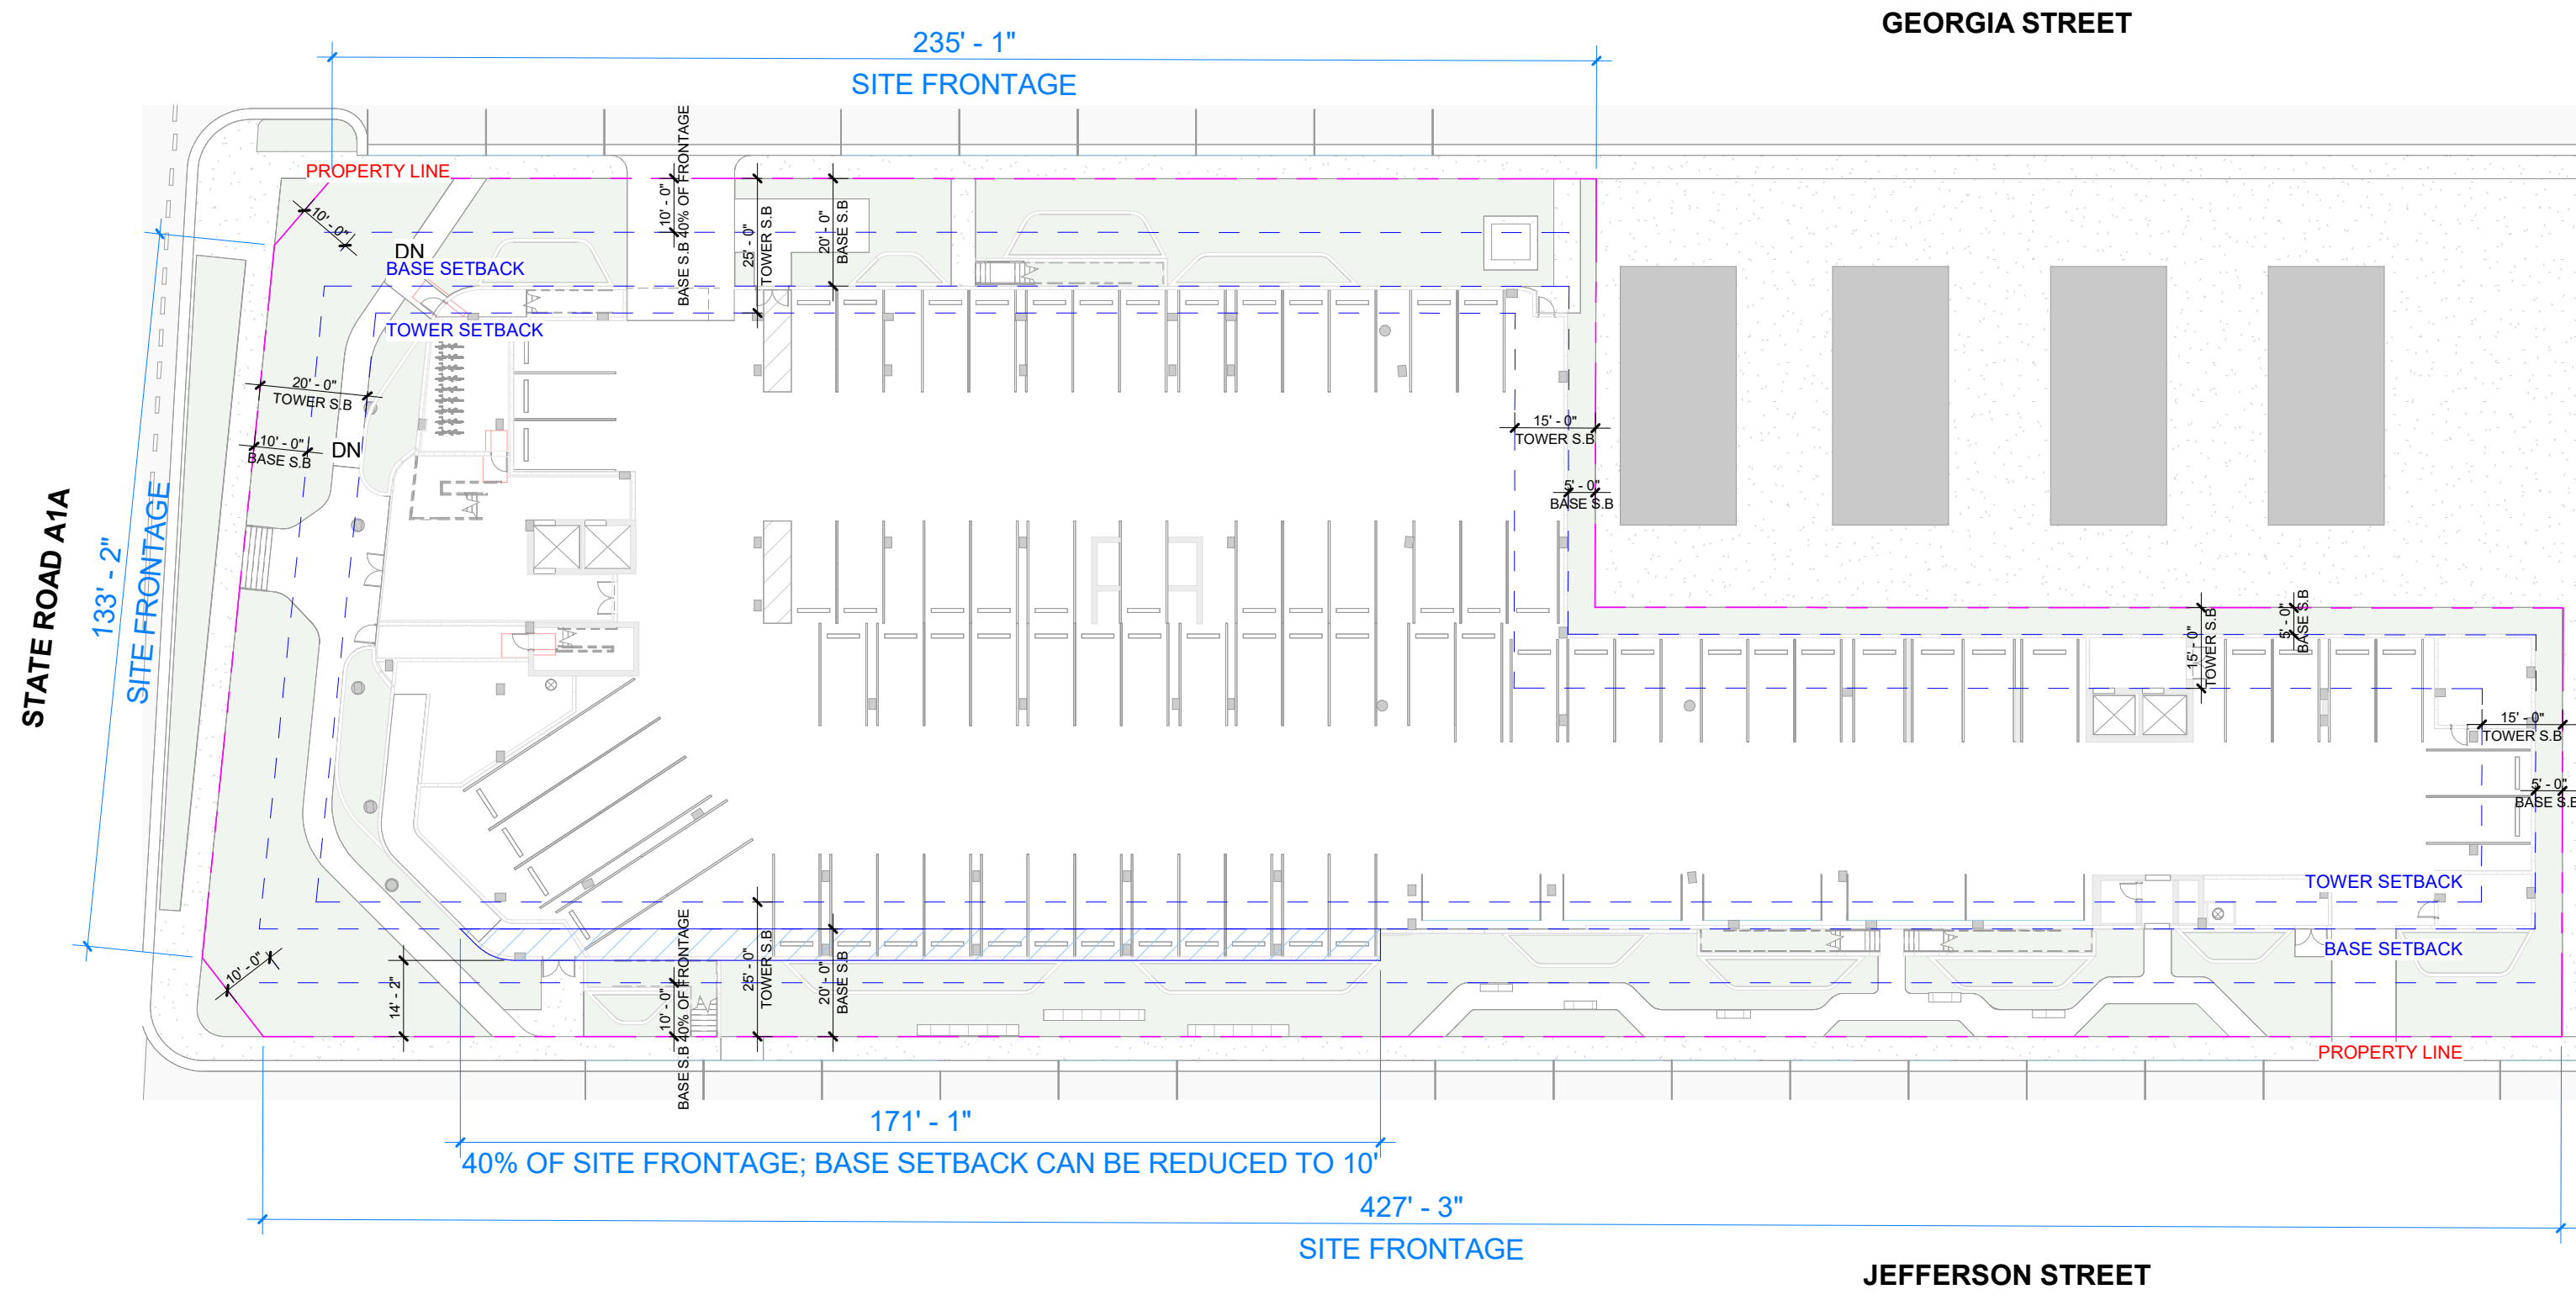 GEORGIA STREET
235' - 1"
SITE FRONTAGE
PROPERTY LINE
10' - 0"
DN
BASE SETBACK
TOWER SETBACK
10' - 0"
BASE S.B 40% OF FRONTAGE
25' - 0"
TOWER S.B
20' - 0"
BASE S.B
20' - 0"
TOWER S.B
10' - 0"
BASE S.B
DN
STATE ROAD A1A
133' - 2"
SITE FRONTAGE
15' - 0"
TOWER S.B
5' - 0"
BASE S.B
15' - 0"
TOWER S.B
5' - 0"
BASE S.B
15' - 0"
TOWER S.B
5' - 0"
BASE S.B
TOWER SETBACK
BASE SETBACK
10' - 0"
14' - 2"
10' - 0"
BASE S.B 40% OF FRONTAGE
25' - 0"
TOWER S.B
20' - 0"
BASE S.B
PROPERTY LINE
171' - 1"
40% OF SITE FRONTAGE; BASE SETBACK CAN BE REDUCED TO 10'
427' - 3"
SITE FRONTAGE
JEFFERSON STREET